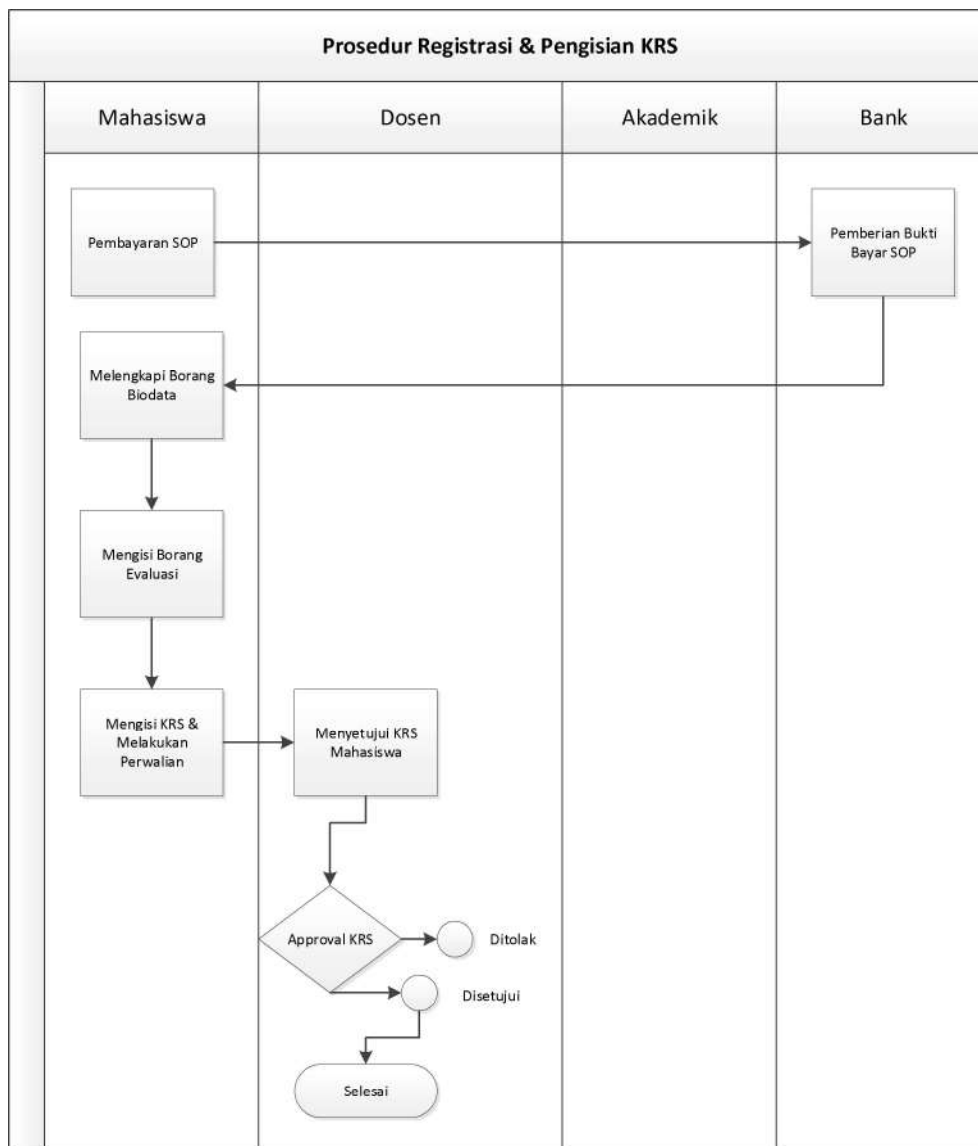 Prosedur Registrasi & Pengisian KRS
Mahasiswa
Dosen
Akademik
Bank
Pembayaran SOP
Pemberian Bukti
Bayar SOP
Melengkapi Borang
Biodata
Mengisi Borang
Evaluasi
Mengisi KRS &
Melakukan
Perwalian
Menyetujui KRS
Mahasiswa
Approval KRS
Ditolak
Disetujui
Selesai